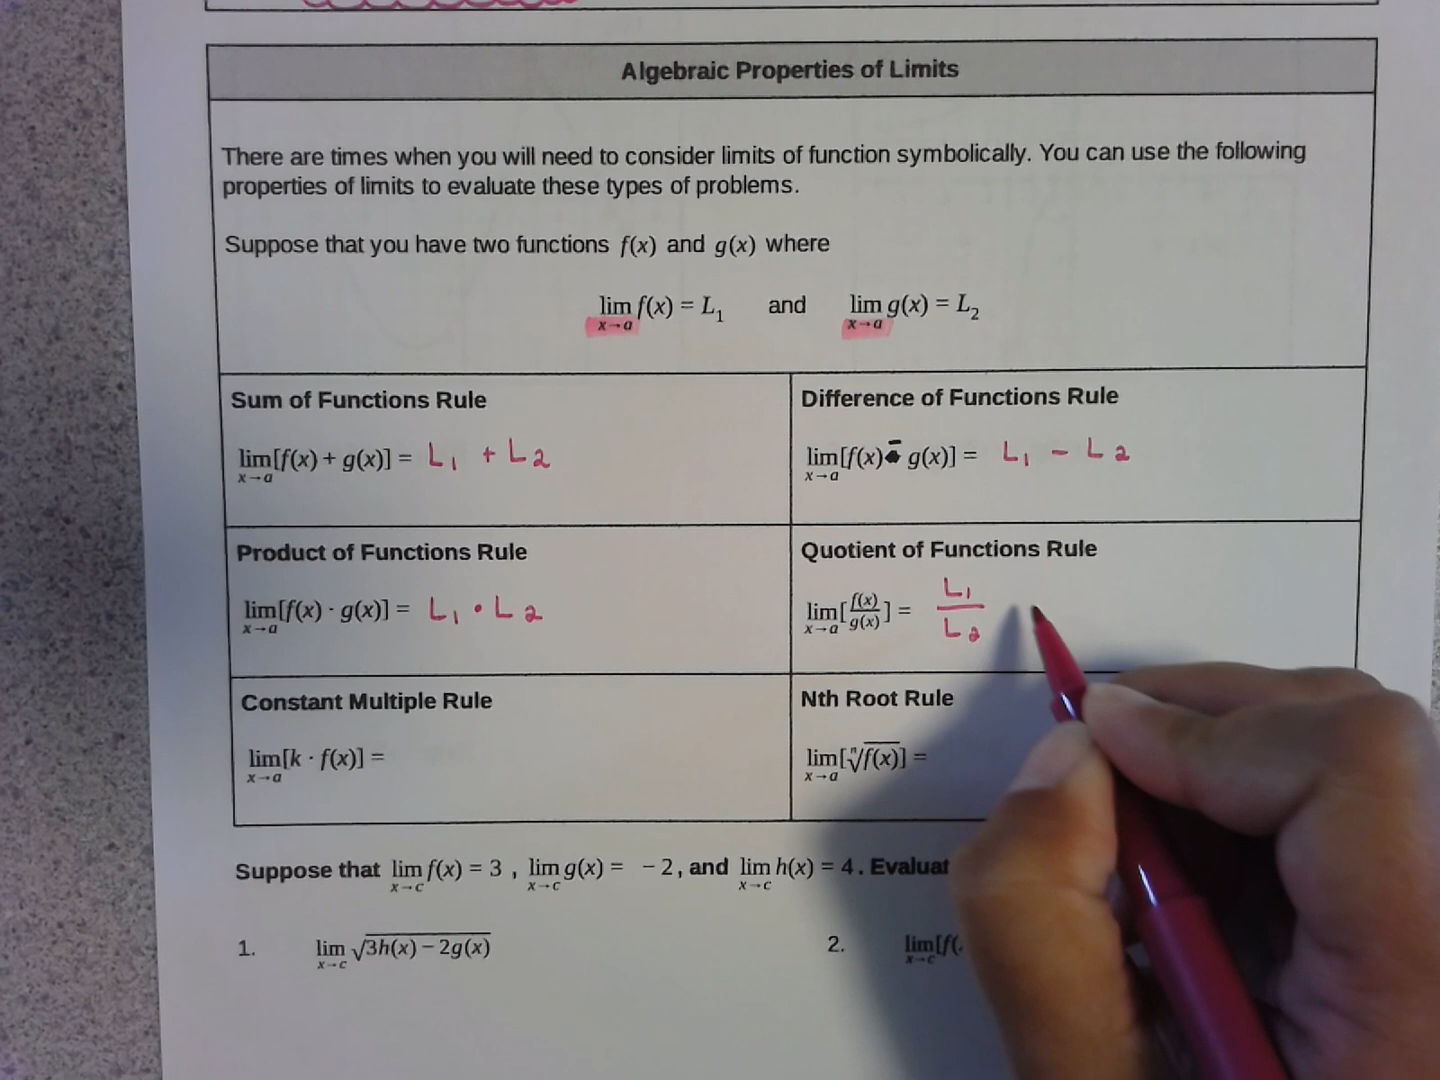 Algebraic Properties of Limits
There are times when you will need to consider limits of function symbolically. You can use the following
properties of limits to evaluate these types of problems.
Suppose that you have two functions f(x) and g(x) where
lim x→a f(x) = L₁ and lim x→a g(x) = L₂
Sum of Functions Rule
lim x→a [f(x) + g(x)] = L₁ + L₂
Difference of Functions Rule
lim x→a [f(x) - g(x)] = L₁ - L₂
Product of Functions Rule
lim x→a [f(x) · g(x)] = L₁ · L₂
Quotient of Functions Rule
lim x→a [f(x)/g(x)] = L₁/L₂
Constant Multiple Rule
lim x→a [k · f(x)] =
Nth Root Rule
lim x→a [ⁿ√f(x)] =
Suppose that lim x→c f(x) = 3 , lim x→c g(x) = - 2, and lim x→c h(x) = 4. Evaluat
1. lim x→c √(3h(x) - 2g(x))
2. lim x→c [f(